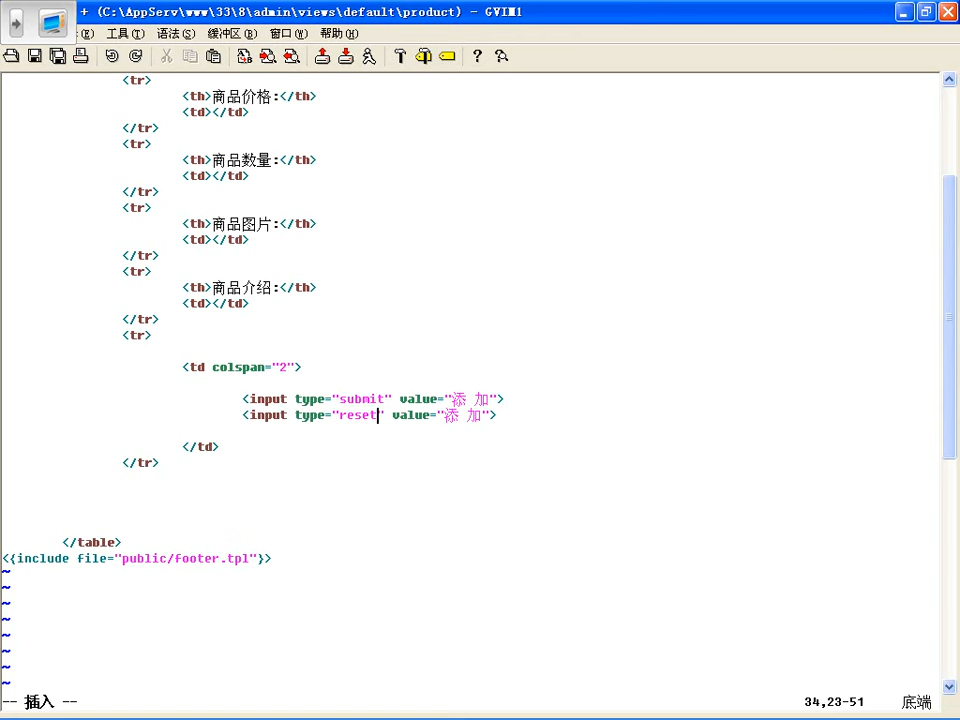 + (C:\AppServ\www\33\8\admin\views\default\product) - GVIM1
(E) 工具(T) 语法(S) 缓冲区(B) 窗口(W) 帮助(H)
<tr>
<th>商品价格:</th>
<td></td>
</tr>
<tr>
<th>商品数量:</th>
<td></td>
</tr>
<tr>
<th>商品图片:</th>
<td></td>
</tr>
<tr>
<th>商品介绍:</th>
<td></td>
</tr>
<tr>
<td colspan="2">
<input type="submit" value="添 加">
<input type="reset" value="添 加">
</td>
</tr>
</table>
<{include file="public/footer.tpl"}>
~
~
~
~
~
~
~
~
-- 插入 -- 34,23-51 底端